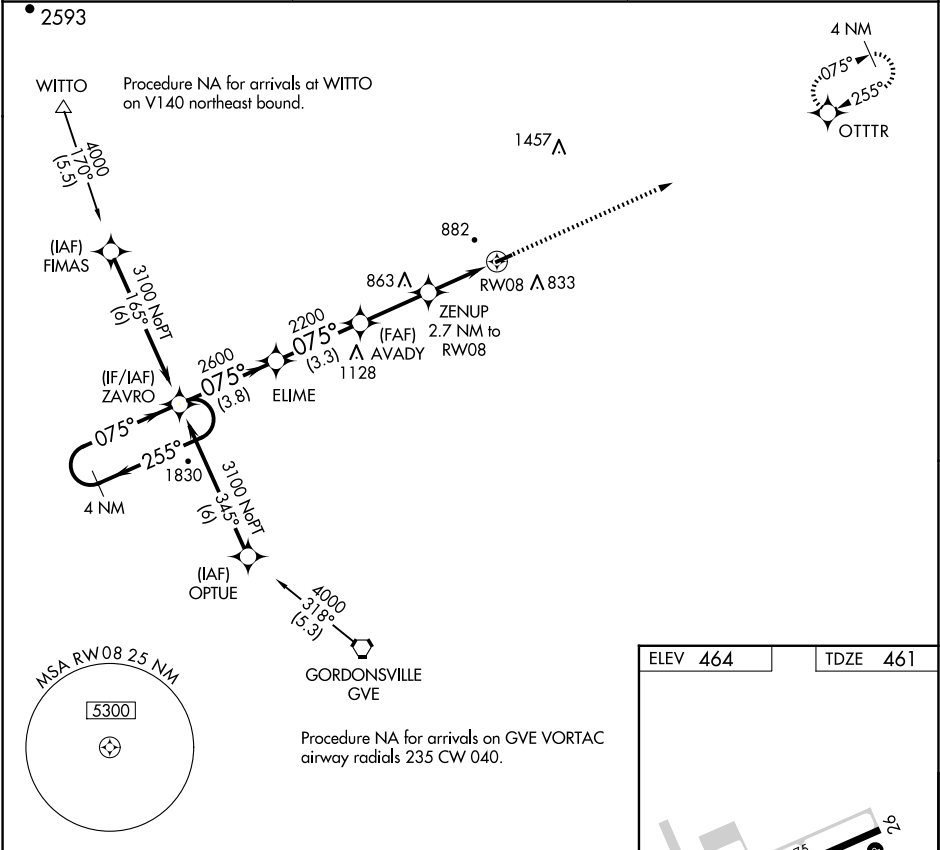 2593
4 NM
075°
255°
OTTTR
WITTO
Procedure NA for arrivals at WITTO
on V140 northeast bound.
4000
170°
(5.5)
1457
882
(IAF)
FIMAS
3100 NoPT
165°
(6)
863
RW08
833
ZENUP
2.7 NM to
RW08
2200
075°
(3.3)
(FAF)
AVADY
1128
2600
075°
(3.8)
ELIME
(IF/IAF)
ZAVRO
075°
255°
1830
4 NM
3100 NoPT
345°
(6)
(IAF)
OPTUE
4000
318°
(5.3)
GORDONSVILLE
GVE
MSA RW08 25 NM
5300
Procedure NA for arrivals on GVE VORTAC
airway radials 235 CW 040.
ELEV 464
TDZE 461
26